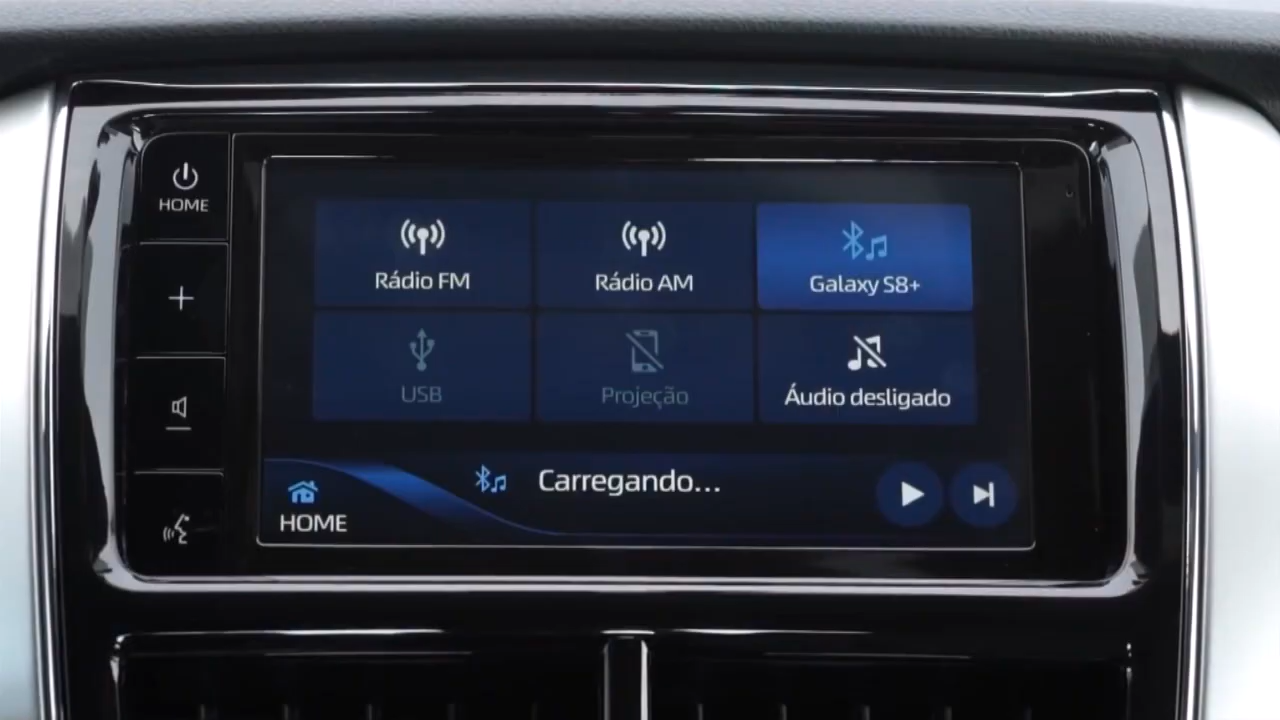 HOME
Rádio FM
Rádio AM
Galaxy S8+
USB
Projeção
Áudio desligado
HOME
Carregando...